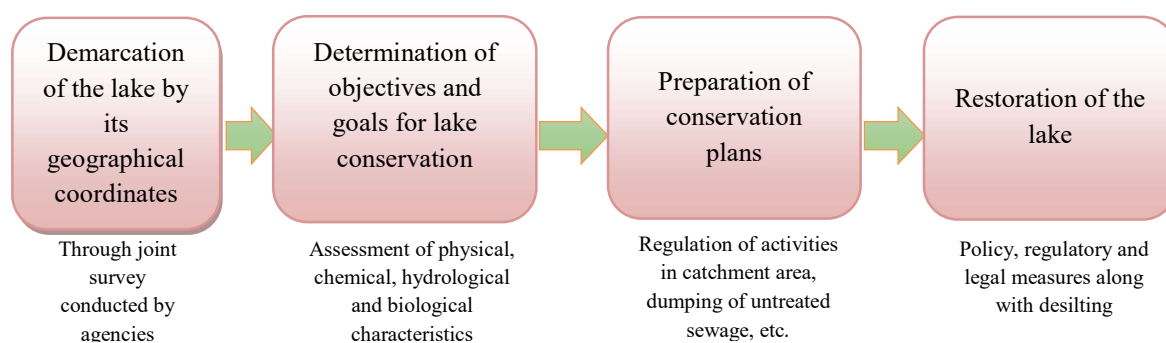 Demarcation
of the lake by
its
geographical
coordinates
Through joint
survey
conducted by
agencies
Determination of
objectives and
goals for lake
conservation
Assessment of physical,
chemical, hydrological
and biological
characteristics
Preparation of
conservation
plans
Regulation of activities
in catchment area,
dumping of untreated
sewage, etc.
Restoration of the
lake
Policy, regulatory and
legal measures along
with desilting